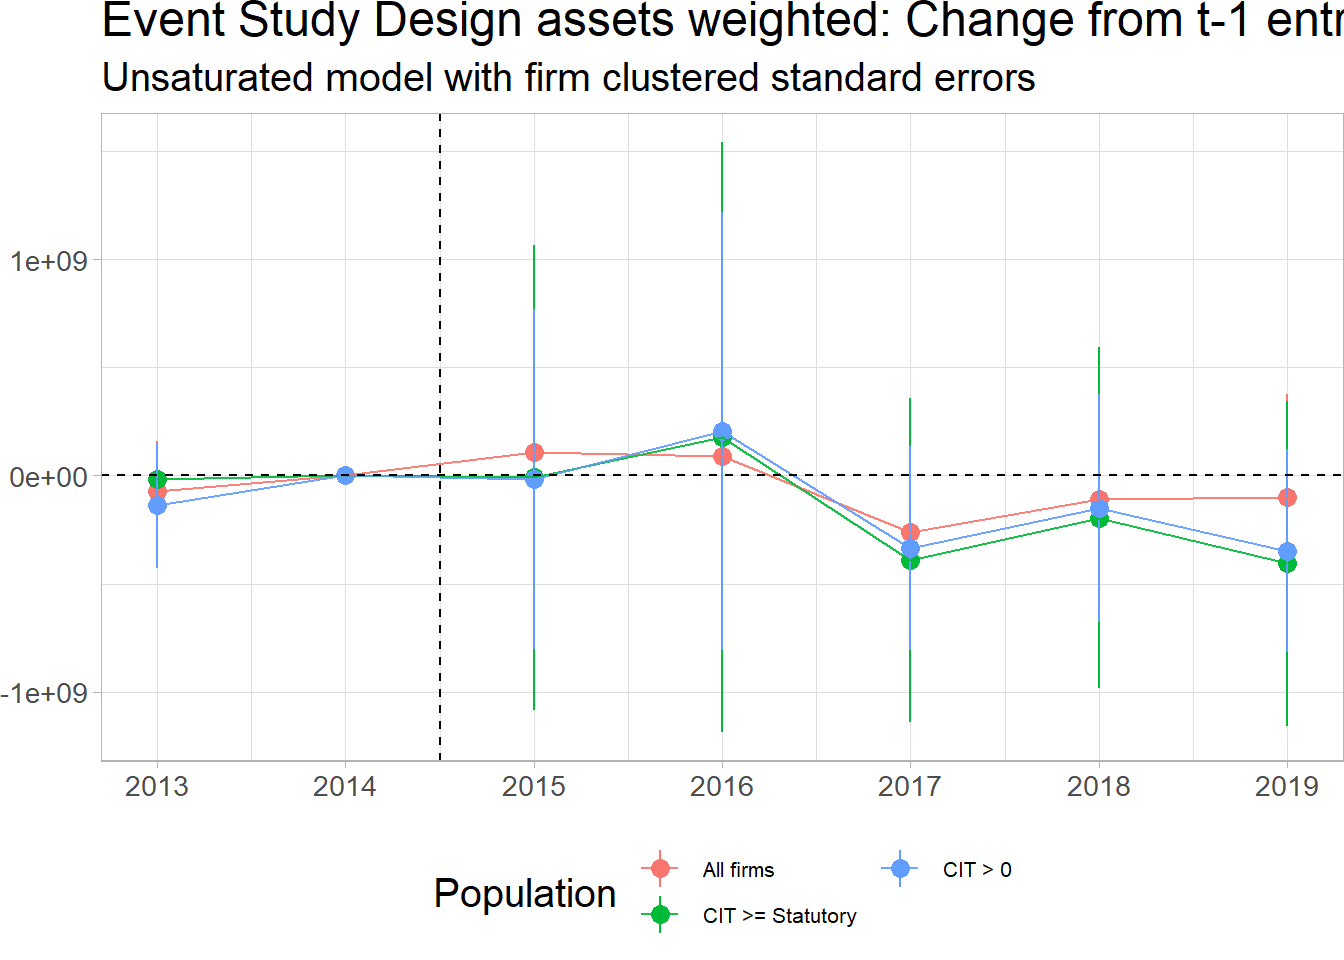 Event Study Design assets weighted: Change from t-1 entr
Unsaturated model with firm clustered standard errors
1e+09
0e+00
-1e+09
2013 2014 2015 2016 2017 2018 2019
Population
All firms
CIT >= Statutory
CIT > 0